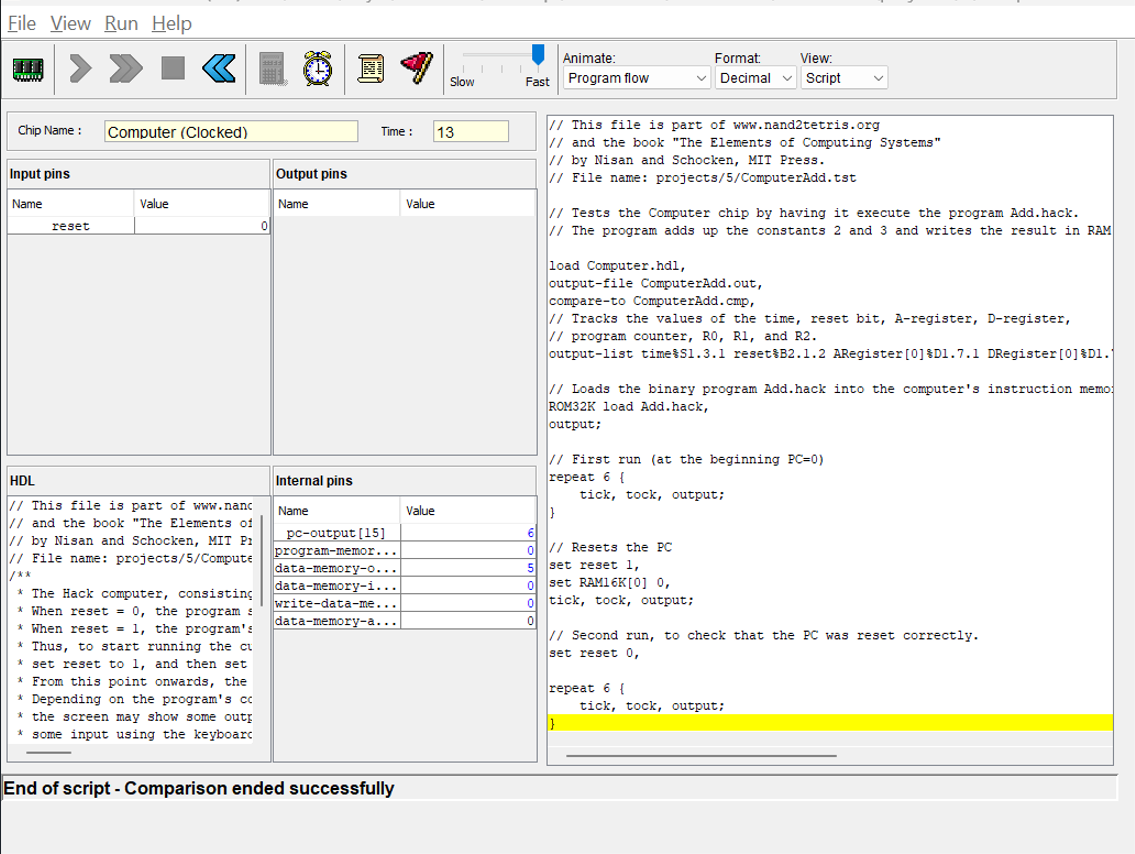 File View Run Help
Slow
Fast
Animate:
Program flow
Format:
Decimal
View:
Script
Chip Name :
Computer (Clocked)
Time :
13
Input pins
Name Value
reset 0
Output pins
Name Value
HDL
// This file is part of www.nanc
// and the book "The Elements of
// by Nisan and Schocken, MIT Pr
// File name: projects/5/Compute
/**
* The Hack computer, consisting
* When reset = 0, the program s
* When reset = 1, the program's
* Thus, to start running the cu
* set reset to 1, and then set
* From this point onwards, the
* Depending on the program's co
* the screen may show some outp
* some input using the keyboard
Internal pins
Name Value
pc-output[15] 6
program-memor... 0
data-memory-o... 5
data-memory-i... 0
write-data-me... 0
data-memory-a... 0
// This file is part of www.nand2tetris.org
// and the book "The Elements of Computing Systems"
// by Nisan and Schocken, MIT Press.
// File name: projects/5/ComputerAdd.tst
// Tests the Computer chip by having it execute the program Add.hack.
// The program adds up the constants 2 and 3 and writes the result in RAM
load Computer.hdl,
output-file ComputerAdd.out,
compare-to ComputerAdd.cmp,
// Tracks the values of the time, reset bit, A-register, D-register,
// program counter, R0, R1, and R2.
output-list time%S1.3.1 reset%B2.1.2 ARegister[0]%D1.7.1 DRegister[0]%D1.
// Loads the binary program Add.hack into the computer's instruction memo
ROM32K load Add.hack,
output;
// First run (at the beginning PC=0)
repeat 6 {
tick, tock, output;
}
// Resets the PC
set reset 1,
set RAM16K[0] 0,
tick, tock, output;
// Second run, to check that the PC was reset correctly.
set reset 0,
repeat 6 {
tick, tock, output;
}
End of script - Comparison ended successfully